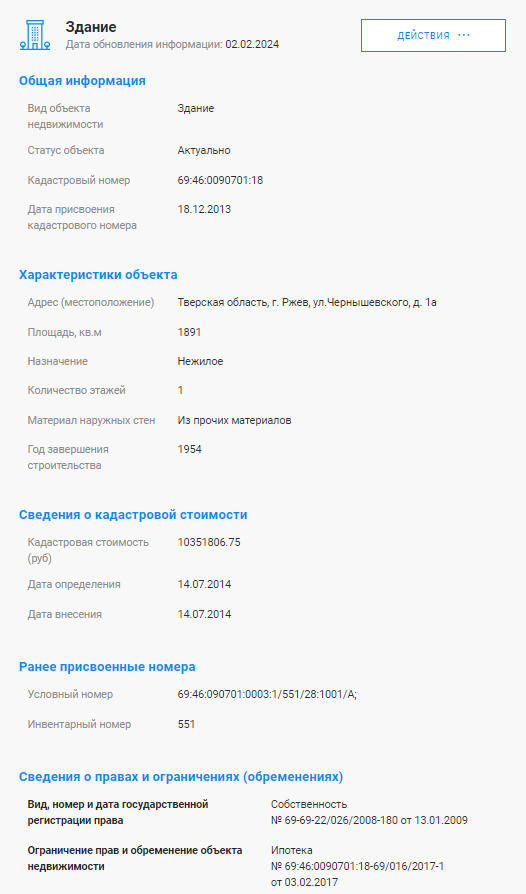 Здание
Дата обновления информации: 02.02.2024
ДЕЙСТВИЯ ···
Общая информация
Вид объекта
недвижимости
Здание
Статус объекта
Актуально
Кадастровый номер
69:46:0090701:18
Дата присвоения
кадастрового номера
18.12.2013
Характеристики объекта
Адрес (местоположение)
Тверская область, г. Ржев, ул.Чернышевского, д. 1а
Площадь, кв.м
1891
Назначение
Нежилое
Количество этажей
1
Материал наружных стен
Из прочих материалов
Год завершения
строительства
1954
Сведения о кадастровой стоимости
Кадастровая стоимость
(руб)
10351806.75
Дата определения
14.07.2014
Дата внесения
14.07.2014
Ранее присвоенные номера
Условный номер
69:46:090701:0003:1/551/28:1001/А;
Инвентарный номер
551
Сведения о правах и ограничениях (обременениях)
Вид, номер и дата государственной
регистрации права
Собственность
№ 69-69-22/026/2008-180 от 13.01.2009
Ограничение прав и обременение объекта
недвижимости
Ипотека
№ 69:46:0090701:18-69/016/2017-1
от 03.02.2017